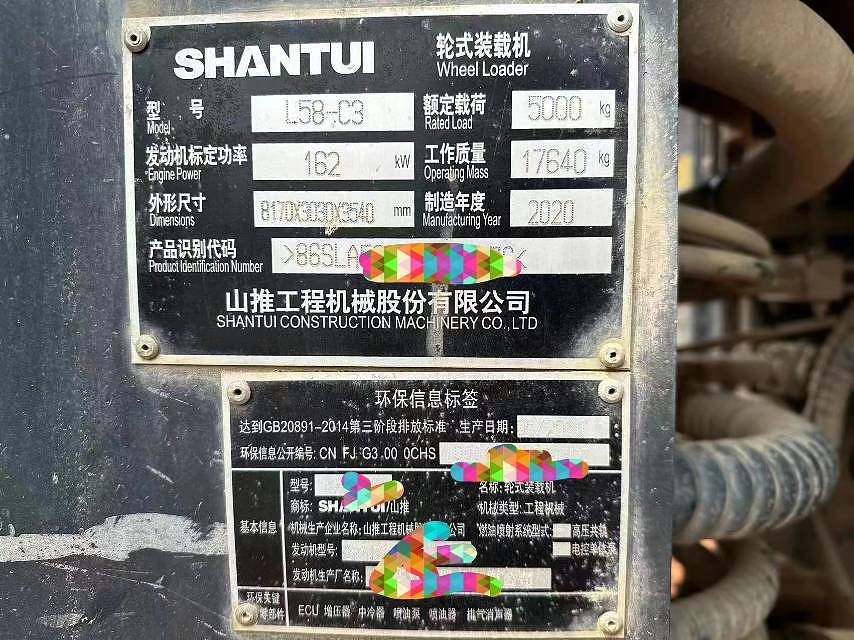 SHANTUI 轮式装载机
Wheel Loader
型 号 L58-C3 额定载荷 5000 kg
Model Rated Load
发动机标定功率 162 kW 工作质量 17640 kg
Engine Power Operating Mass
外形尺寸 8170X3030X3540 mm 制造年度 2020
Dimensions Manufacturing Year
产品识别代码 >86SLA
Product Identification Number
山推工程机械股份有限公司
SHANTUI CONSTRUCTION MACHINERY CO.,LTD
环保信息标签
达到GB20891-2014第三阶段排放标准 生产日期:
环保信息公开编号: CN FJ G3 00 0CHS
型号: 名称: 轮式装载机
商标: SHANTUI/山推 机械类型: 工程机械
基本信息 机械生产企业名称: 山推工程机械股 公司 燃油喷射系统型式: 高压共轨
发动机型号: 电控单体泵
发动机生产厂名称:
环保关键
零部件 ECU 增压器 中冷器 喷油泵 喷油器 排气消声器